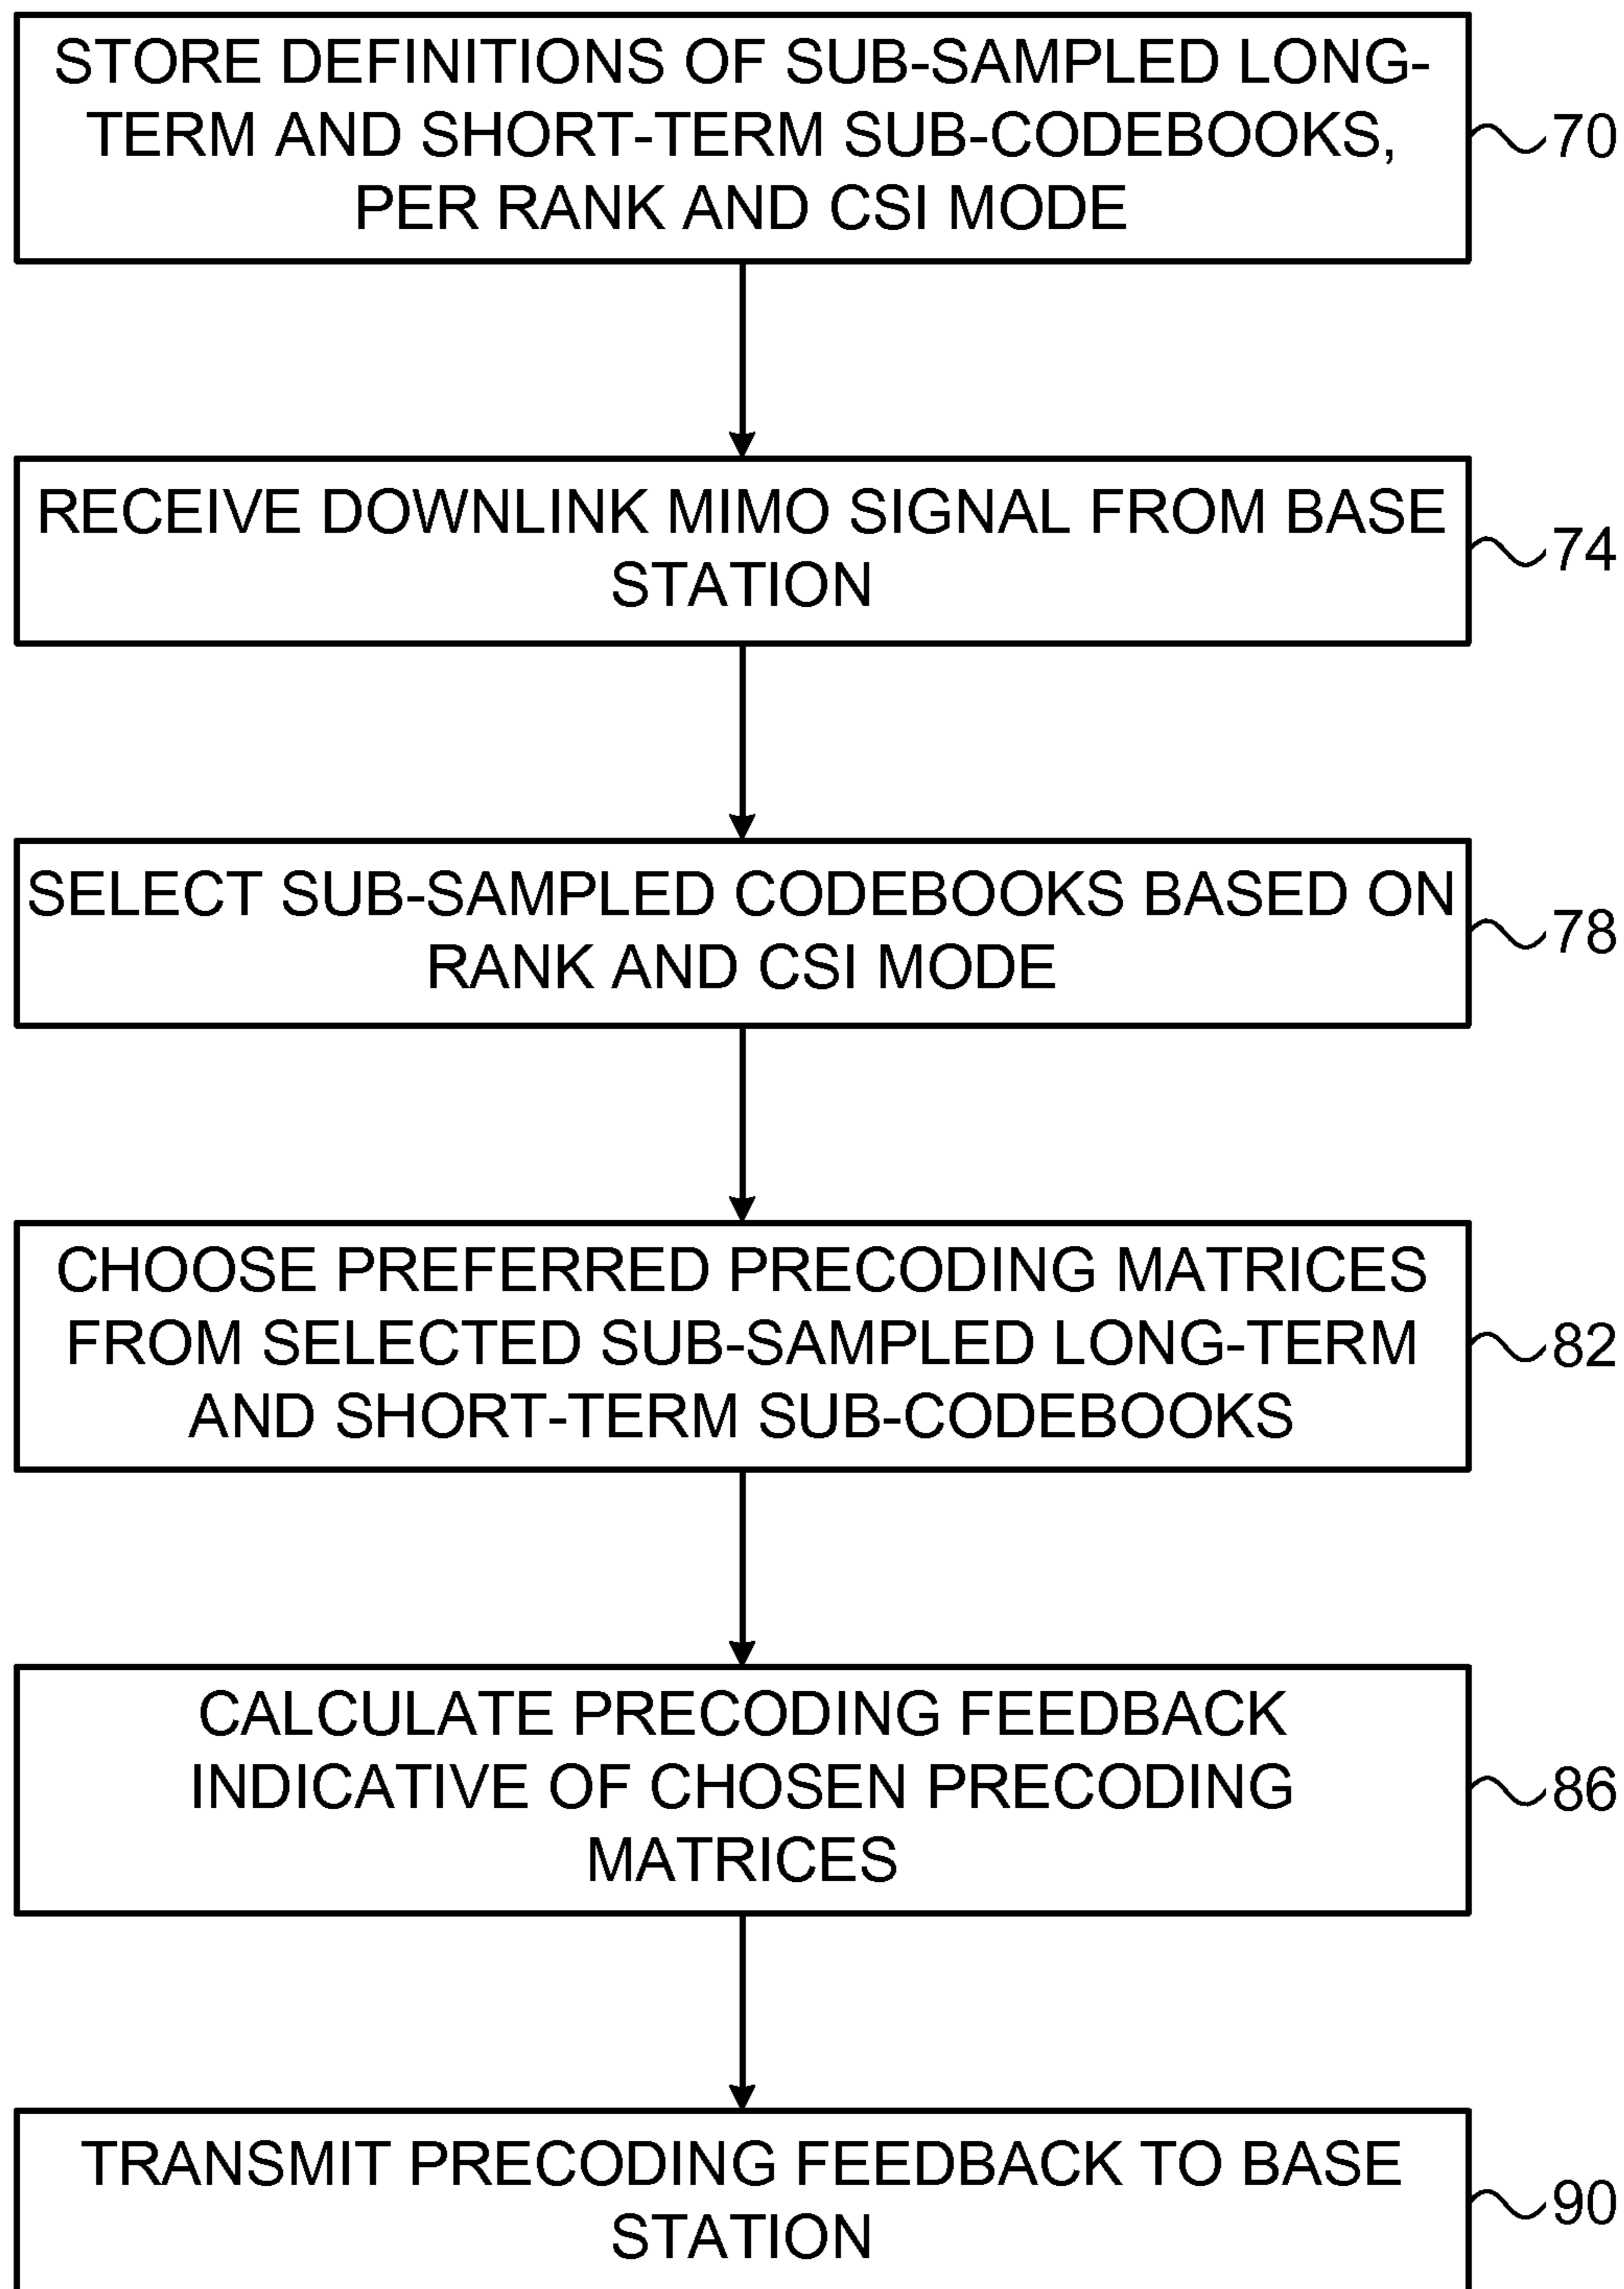 STORE DEFINITIONS OF SUB-SAMPLED LONG-
TERM AND SHORT-TERM SUB-CODEBOOKS,
PER RANK AND CSI MODE
70
RECEIVE DOWNLINK MIMO SIGNAL FROM BASE
STATION
74
SELECT SUB-SAMPLED CODEBOOKS BASED ON
RANK AND CSI MODE
78
CHOOSE PREFERRED PRECODING MATRICES
FROM SELECTED SUB-SAMPLED LONG-TERM
AND SHORT-TERM SUB-CODEBOOKS
82
CALCULATE PRECODING FEEDBACK
INDICATIVE OF CHOSEN PRECODING
MATRICES
86
TRANSMIT PRECODING FEEDBACK TO BASE
STATION
90